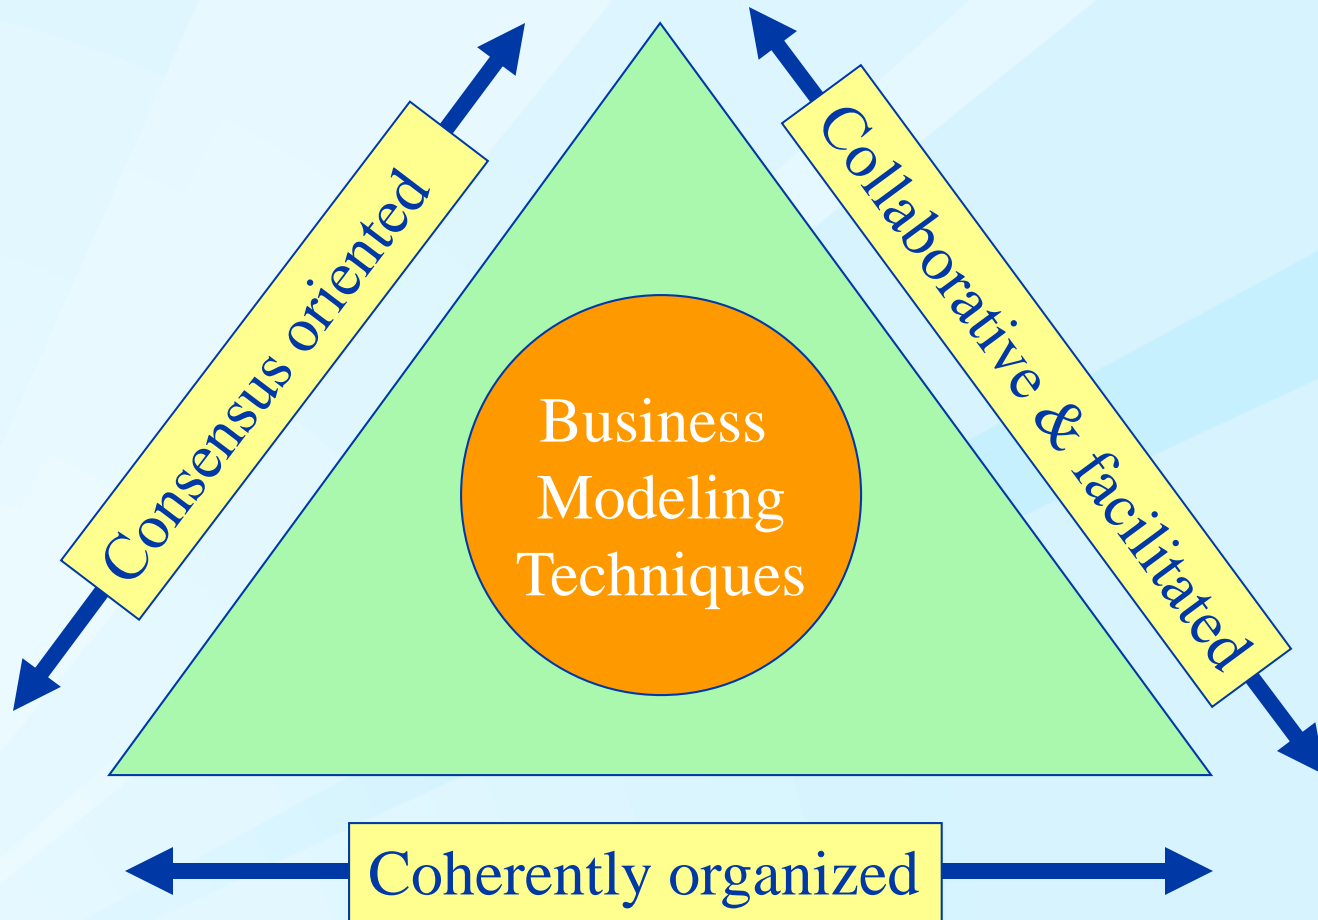 Consensus oriented
Collaborative & facilitated
Business
Modeling
Techniques
Coherently organized